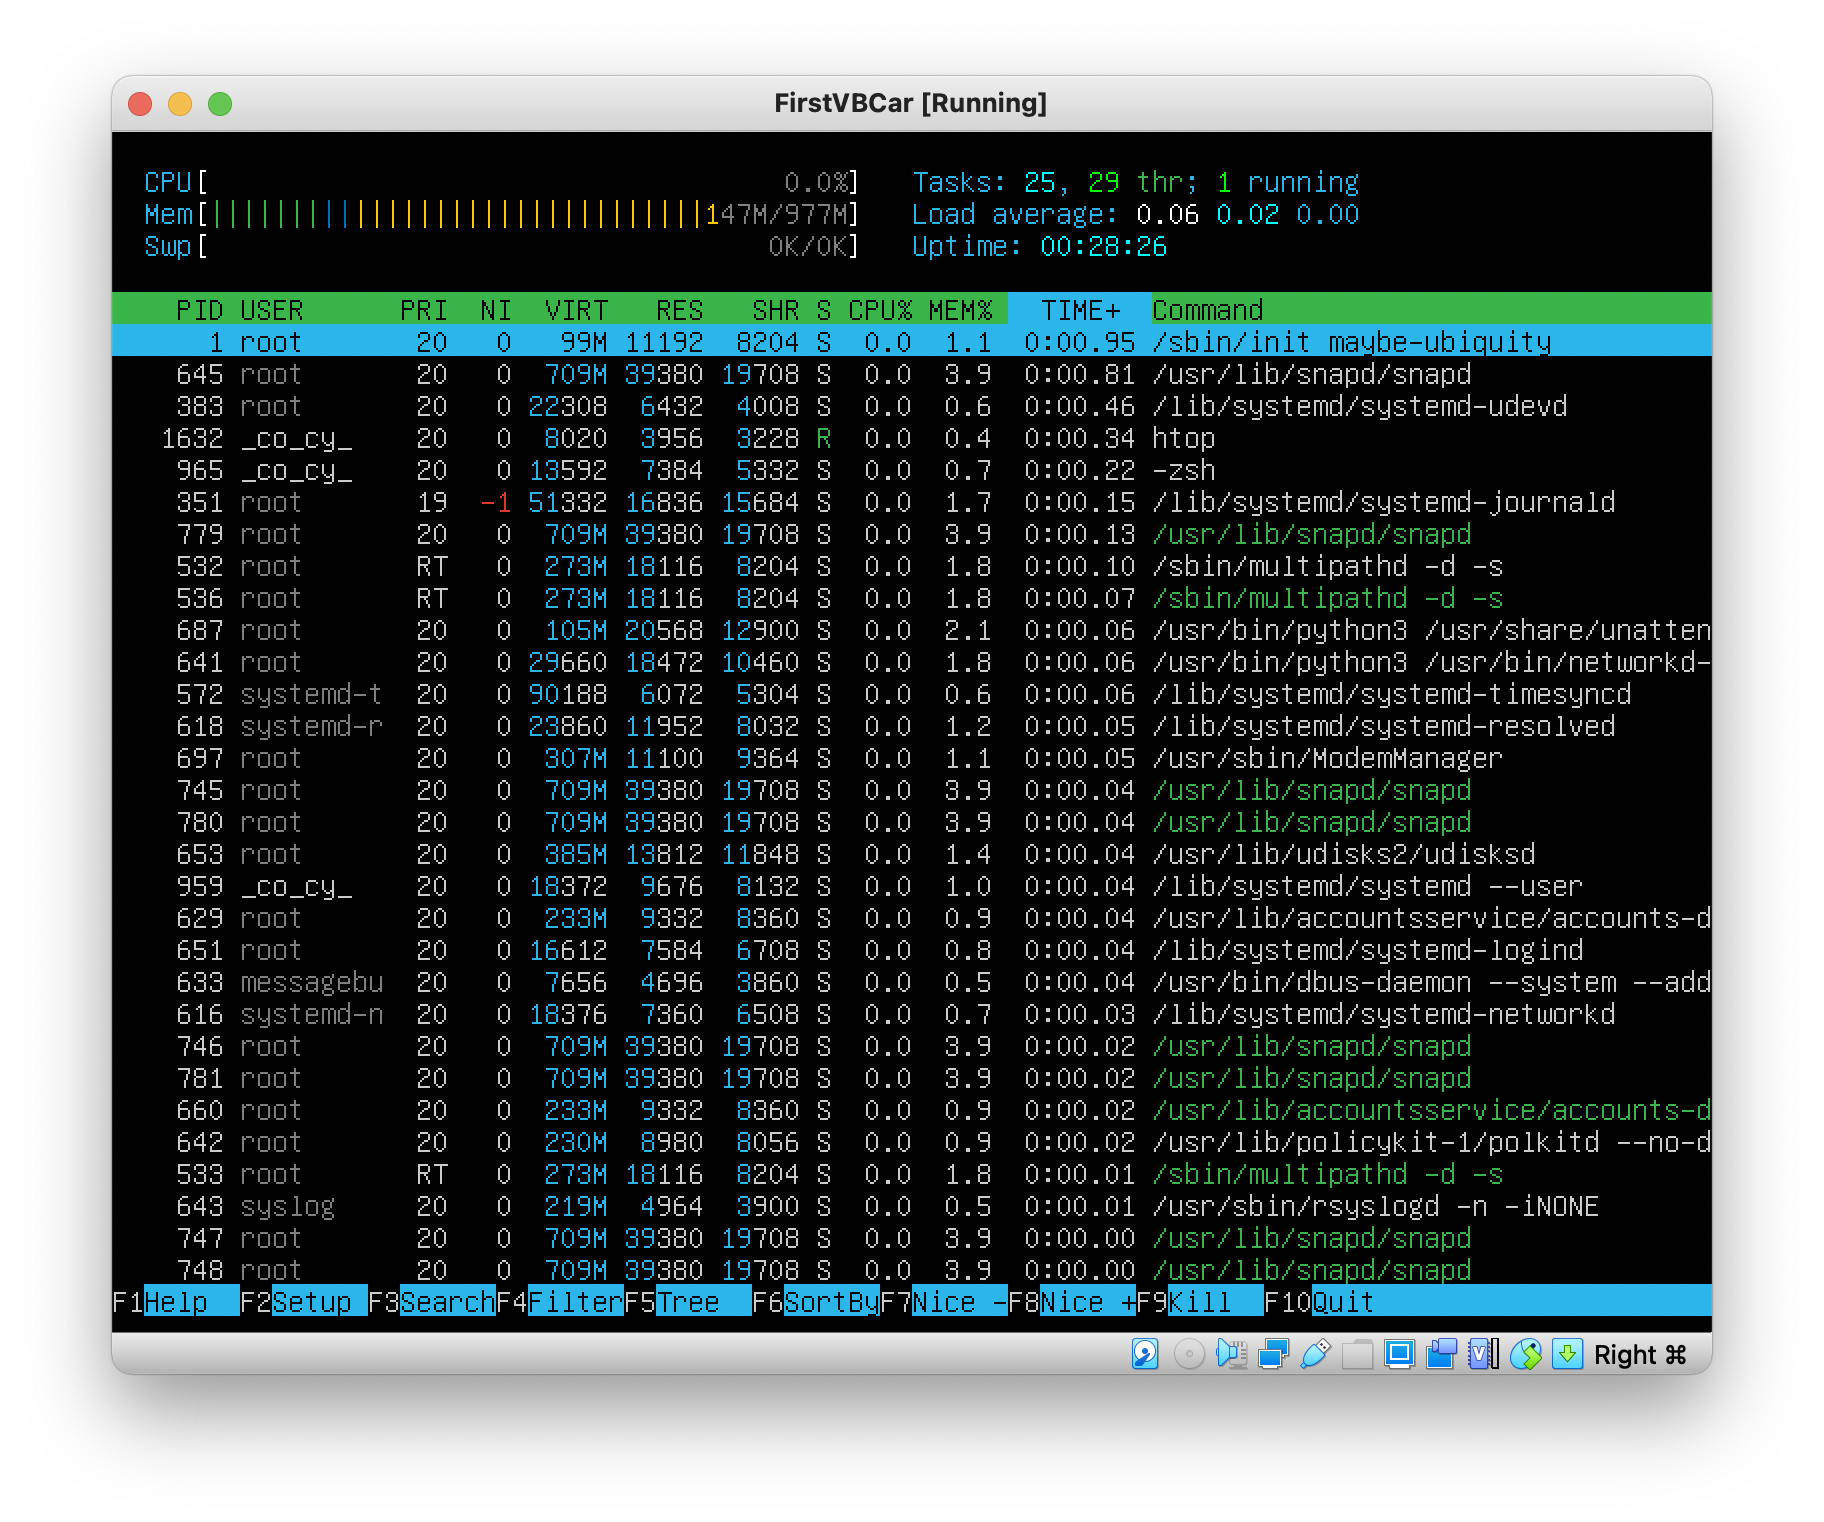 FirstVBCar [Running]
CPU[ 0.0%] Tasks: 25, 29 thr; 1 running
Mem[||||||||||||||||||||||||||||||||147M/977M] Load average: 0.06 0.02 0.00
Swp[ 0K/0K] Uptime: 00:28:26
PID USER PRI NI VIRT RES SHR S CPU% MEM% TIME+ Command
1 root 20 0 99M 11192 8204 S 0.0 1.1 0:00.95 /sbin/init maybe-ubiquity
645 root 20 0 709M 39380 19708 S 0.0 3.9 0:00.81 /usr/lib/snapd/snapd
383 root 20 0 22308 6432 4008 S 0.0 0.6 0:00.46 /lib/systemd/systemd-udevd
1632 _co_cy_ 20 0 8020 3956 3228 R 0.0 0.4 0:00.34 htop
965 _co_cy_ 20 0 13592 7384 5332 S 0.0 0.7 0:00.22 -zsh
351 root 19 -1 51332 16836 15684 S 0.0 1.7 0:00.15 /lib/systemd/systemd-journald
779 root 20 0 709M 39380 19708 S 0.0 3.9 0:00.13 /usr/lib/snapd/snapd
532 root RT 0 273M 18116 8204 S 0.0 1.8 0:00.10 /sbin/multipathd -d -s
536 root RT 0 273M 18116 8204 S 0.0 1.8 0:00.07 /sbin/multipathd -d -s
687 root 20 0 105M 20568 12900 S 0.0 2.1 0:00.06 /usr/bin/python3 /usr/share/unatten
641 root 20 0 29660 18472 10460 S 0.0 1.8 0:00.06 /usr/bin/python3 /usr/bin/networkd-
572 systemd-t 20 0 90188 6072 5304 S 0.0 0.6 0:00.06 /lib/systemd/systemd-timesyncd
618 systemd-r 20 0 23860 11952 8032 S 0.0 1.2 0:00.05 /lib/systemd/systemd-resolved
697 root 20 0 307M 11100 9364 S 0.0 1.1 0:00.05 /usr/sbin/ModemManager
745 root 20 0 709M 39380 19708 S 0.0 3.9 0:00.04 /usr/lib/snapd/snapd
780 root 20 0 709M 39380 19708 S 0.0 3.9 0:00.04 /usr/lib/snapd/snapd
653 root 20 0 385M 13812 11848 S 0.0 1.4 0:00.04 /usr/lib/udisks2/udisksd
959 _co_cy_ 20 0 18372 9676 8132 S 0.0 1.0 0:00.04 /lib/systemd/systemd --user
629 root 20 0 233M 9332 8360 S 0.0 0.9 0:00.04 /usr/lib/accountsservice/accounts-d
651 root 20 0 16612 7584 6708 S 0.0 0.8 0:00.04 /lib/systemd/systemd-logind
633 messagebu 20 0 7656 4696 3860 S 0.0 0.5 0:00.04 /usr/bin/dbus-daemon --system --add
616 systemd-n 20 0 18376 7360 6508 S 0.0 0.7 0:00.03 /lib/systemd/systemd-networkd
746 root 20 0 709M 39380 19708 S 0.0 3.9 0:00.02 /usr/lib/snapd/snapd
781 root 20 0 709M 39380 19708 S 0.0 3.9 0:00.02 /usr/lib/snapd/snapd
660 root 20 0 233M 9332 8360 S 0.0 0.9 0:00.02 /usr/lib/accountsservice/accounts-d
642 root 20 0 230M 8980 8056 S 0.0 0.9 0:00.02 /usr/lib/policykit-1/polkitd --no-d
533 root RT 0 273M 18116 8204 S 0.0 1.8 0:00.01 /sbin/multipathd -d -s
643 syslog 20 0 219M 4964 3900 S 0.0 0.5 0:00.01 /usr/sbin/rsyslogd -n -iNONE
747 root 20 0 709M 39380 19708 S 0.0 3.9 0:00.00 /usr/lib/snapd/snapd
748 root 20 0 709M 39380 19708 S 0.0 3.9 0:00.00 /usr/lib/snapd/snapd
F1Help F2Setup F3SearchF4FilterF5Tree F6SortByF7Nice -F8Nice +F9Kill F10Quit
Right ⌘